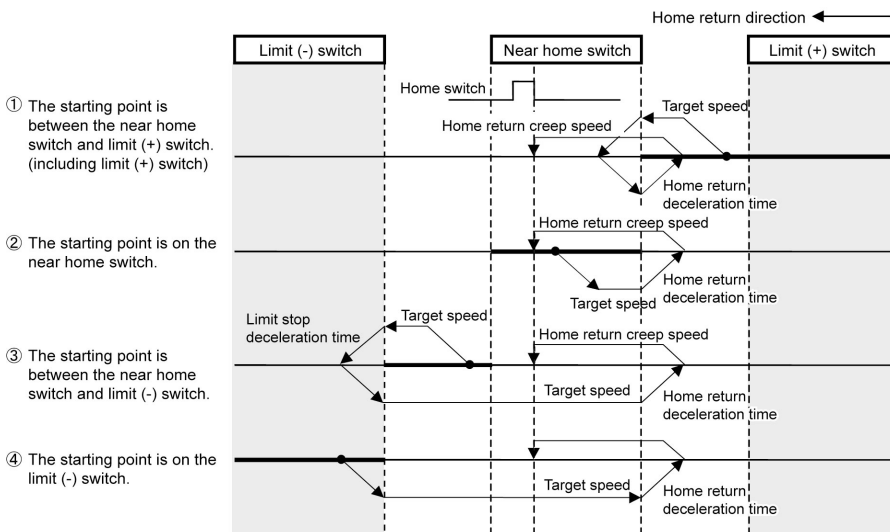 Home return direction
Limit (-) switch
Near home switch
Limit (+) switch
Home switch
① The starting point is
between the near home
switch and limit (+) switch.
(including limit (+) switch)
Target speed
Home return creep speed
Home return
deceleration time
② The starting point is on the
near home switch.
Home return creep speed
Target speed
Home return
deceleration time
③ The starting point is
between the near home
switch and limit (-) switch.
Limit stop
deceleration time
Target speed
Home return creep speed
Target speed
Home return
deceleration time
④ The starting point is on the
limit (-) switch.
Target speed
Home return
deceleration time